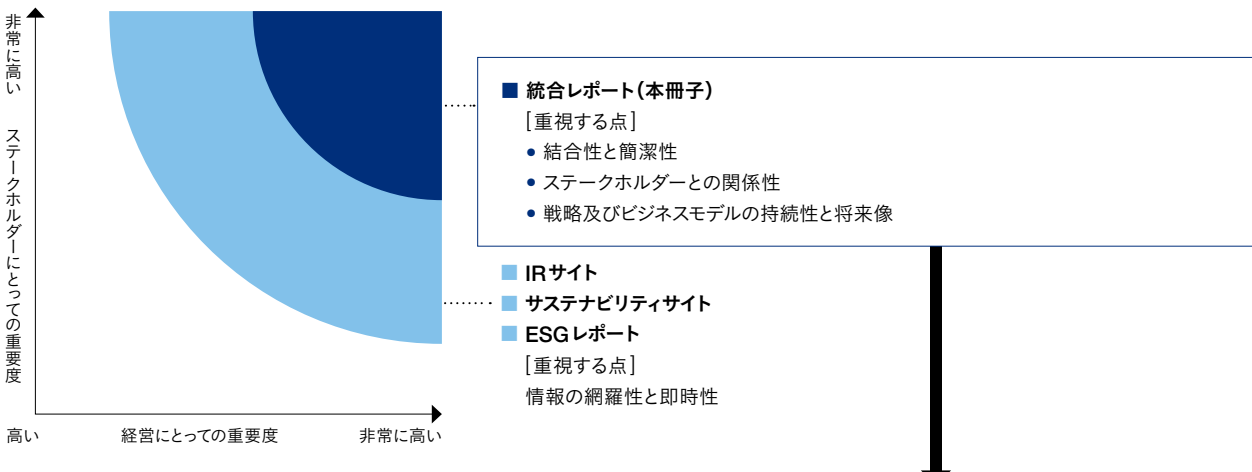 非常に高い
ステークホルダーにとっての重要度
高い
経営にとっての重要度
非常に高い
■ 統合レポート(本冊子)
[重視する点]
• 結合性と簡潔性
• ステークホルダーとの関係性
• 戦略及びビジネスモデルの持続性と将来像
■ IRサイト
■ サステナビリティサイト
■ ESGレポート
[重視する点]
情報の網羅性と即時性